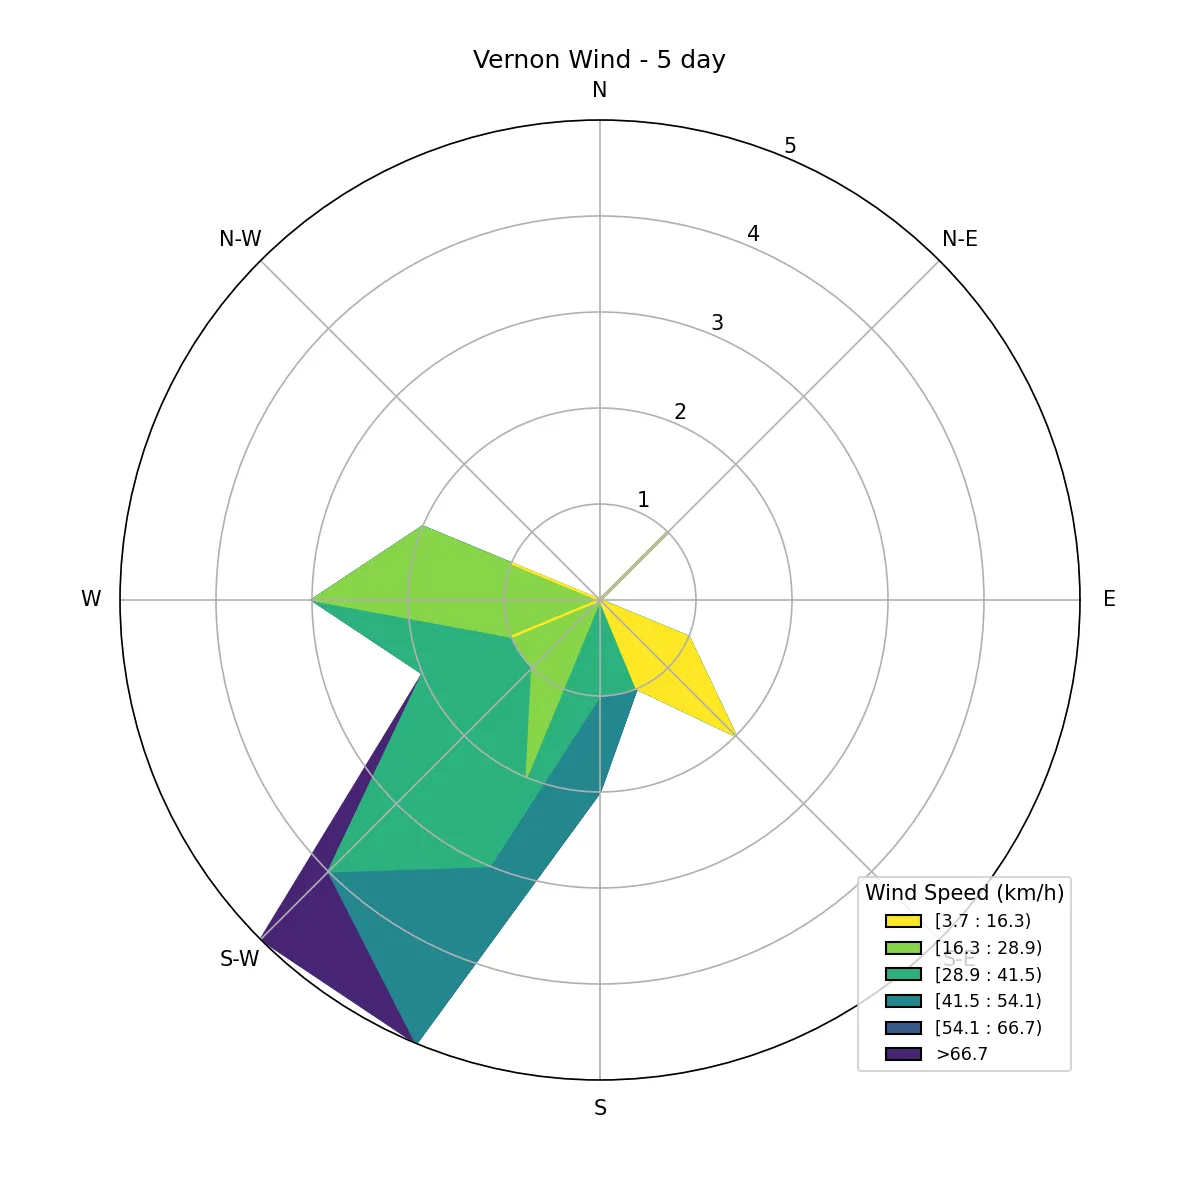 Vernon Wind - 5 day
N
5
N-W
N-E
4
3
2
1
W
E
S-W
S-E
S
Wind Speed (km/h)
[3.7 : 16.3)
[16.3 : 28.9)
[28.9 : 41.5)
[41.5 : 54.1)
[54.1 : 66.7)
>66.7